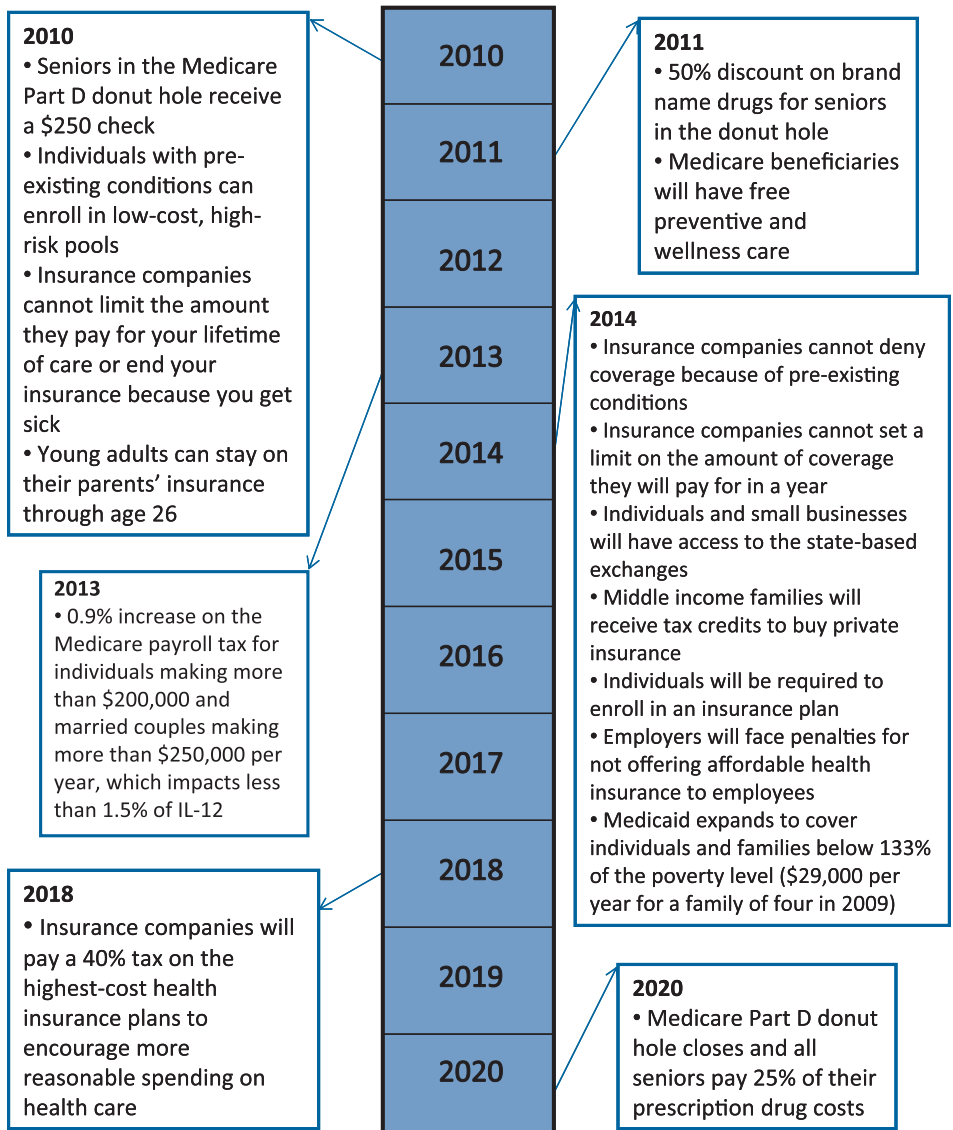 2010
• Seniors in the Medicare
Part D donut hole receive
a $250 check
• Individuals with pre-
existing conditions can
enroll in low-cost, high-
risk pools
• Insurance companies
cannot limit the amount
they pay for your lifetime
of care or end your
insurance because you get
sick
• Young adults can stay on
their parents’ insurance
through age 26
2013
• 0.9% increase on the
Medicare payroll tax for
individuals making more
than $200,000 and
married couples making
more than $250,000 per
year, which impacts less
than 1.5% of IL-12
2018
• Insurance companies will
pay a 40% tax on the
highest-cost health
insurance plans to
encourage more
reasonable spending on
health care
2010
2011
2012
2013
2014
2015
2016
2017
2018
2019
2020
2011
• 50% discount on brand
name drugs for seniors
in the donut hole
• Medicare beneficiaries
will have free
preventive and
wellness care
2014
• Insurance companies cannot deny
coverage because of pre-existing
conditions
• Insurance companies cannot set a
limit on the amount of coverage
they will pay for in a year
• Individuals and small businesses
will have access to the state-based
exchanges
• Middle income families will
receive tax credits to buy private
insurance
• Individuals will be required to
enroll in an insurance plan
• Employers will face penalties for
not offering affordable health
insurance to employees
• Medicaid expands to cover
individuals and families below 133%
of the poverty level ($29,000 per
year for a family of four in 2009)
2020
• Medicare Part D donut
hole closes and all
seniors pay 25% of their
prescription drug costs